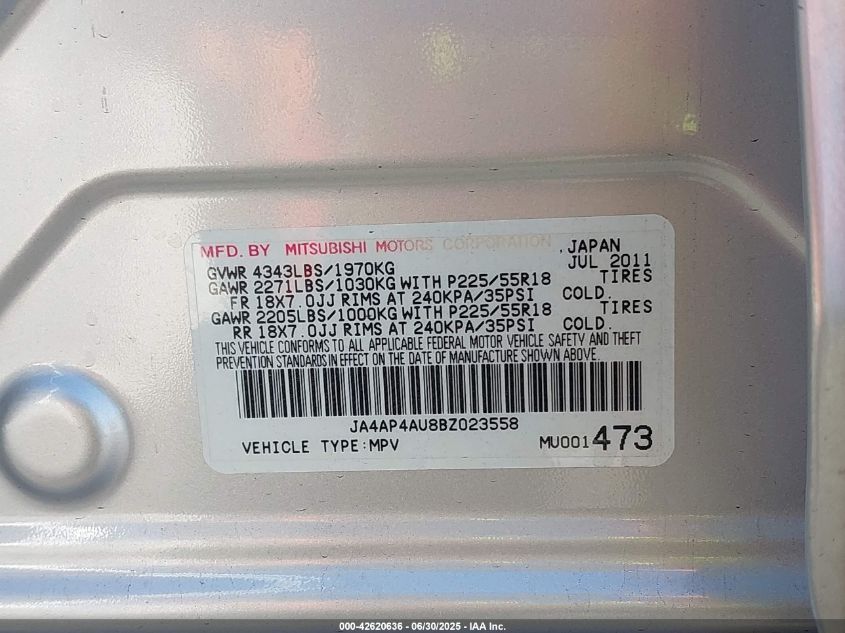 MFD. BY MITSUBISHI MOTORS CORPORATION , JAPAN
GVWR 4343LBS/1970KG JUL 2011
GAWR 2271LBS/1030KG WITH P225/55R18 TIRES
FR 18X7.0JJ RIMS AT 240KPA/35PSI COLD.
GAWR 2205LBS/1000KG WITH P225/55R18 TIRES
RR 18X7.0JJ RIMS AT 240KPA/35PSI COLD.
THIS VEHICLE CONFORMS TO ALL APPLICABLE FEDERAL MOTOR VEHICLE SAFETY AND THEFT
PREVENTION STANDARDS IN EFFECT ON THE DATE OF MANUFACTURE SHOWN ABOVE.
JA4AP4AU8BZ023558
VEHICLE TYPE:MPV MU001473
000-42620636 - 06/30/2025 - IAA Inc.